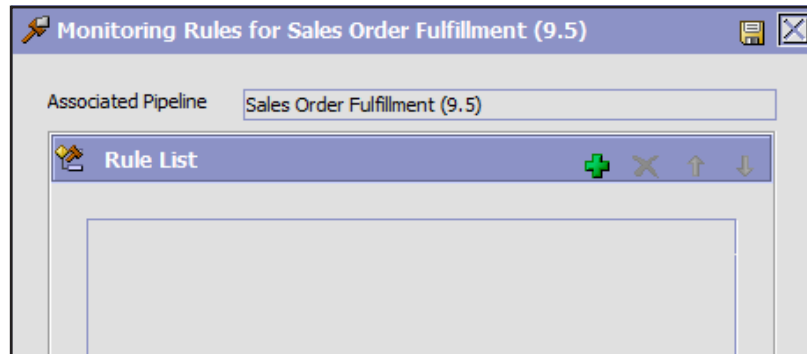 Monitoring Rules for Sales Order Fulfillment (9.5)
Associated Pipeline Sales Order Fulfillment (9.5)
Rule List